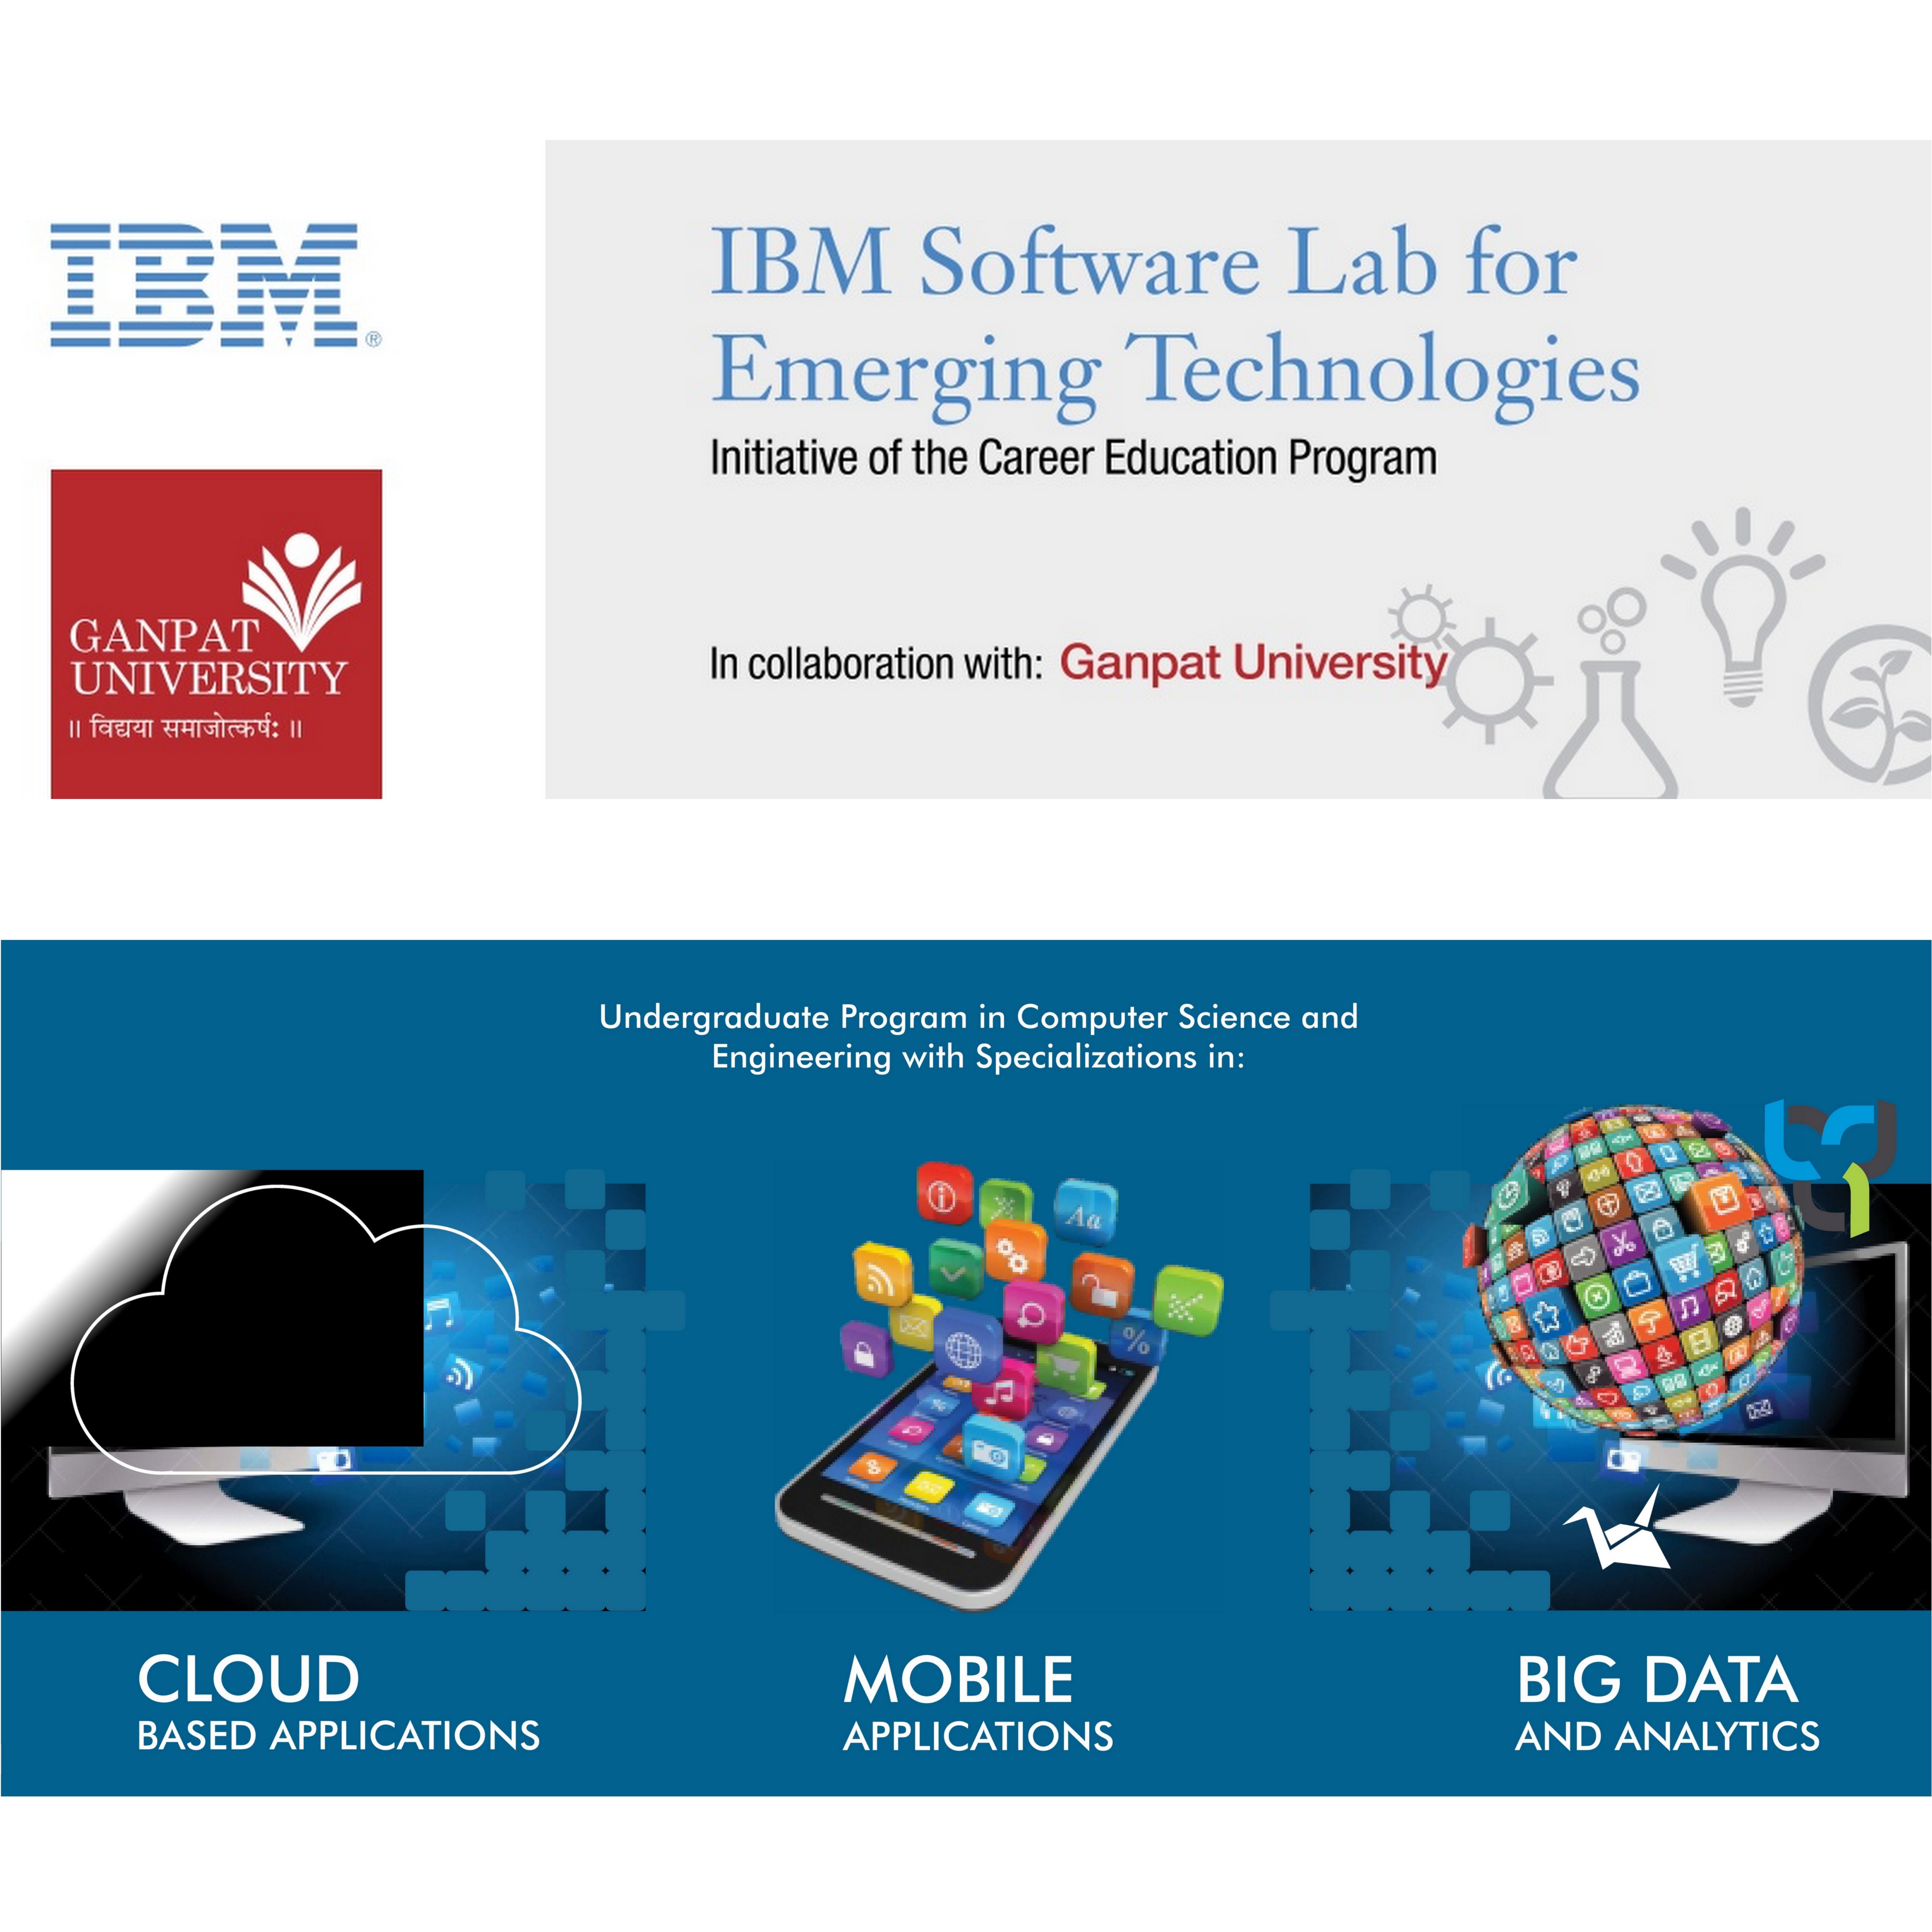 IBM®
IBM Software Lab for
Emerging Technologies
Initiative of the Career Education Program
In collaboration with: Ganpat University
GANPAT
UNIVERSITY
॥ विद्यया समाजोत्कर्ष: ॥
Undergraduate Program in Computer Science and
Engineering with Specializations in:
Aa
%
CLOUD
BASED APPLICATIONS
MOBILE
APPLICATIONS
BIG DATA
AND ANALYTICS